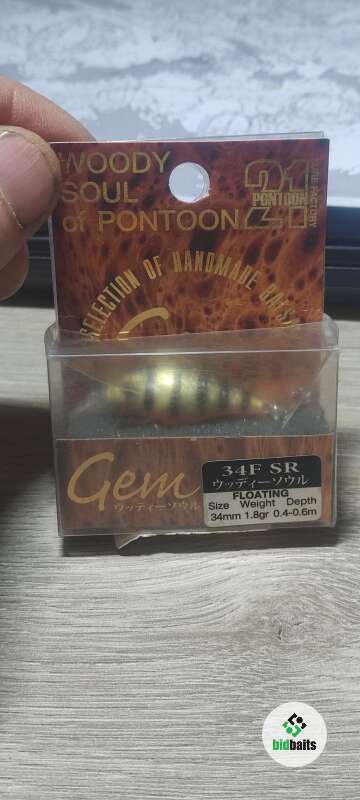 WOODY
SOUL
of PONTOON
21
PONTOON
LURE FACTORY
SELECTION OF HANDMADE BALSA
Gem
ウッディーソウル
34F SR
ウッディーソウル
FLOATING
Size Weight Depth
34mm 1.8gr 0.4-0.6m
bidbaits